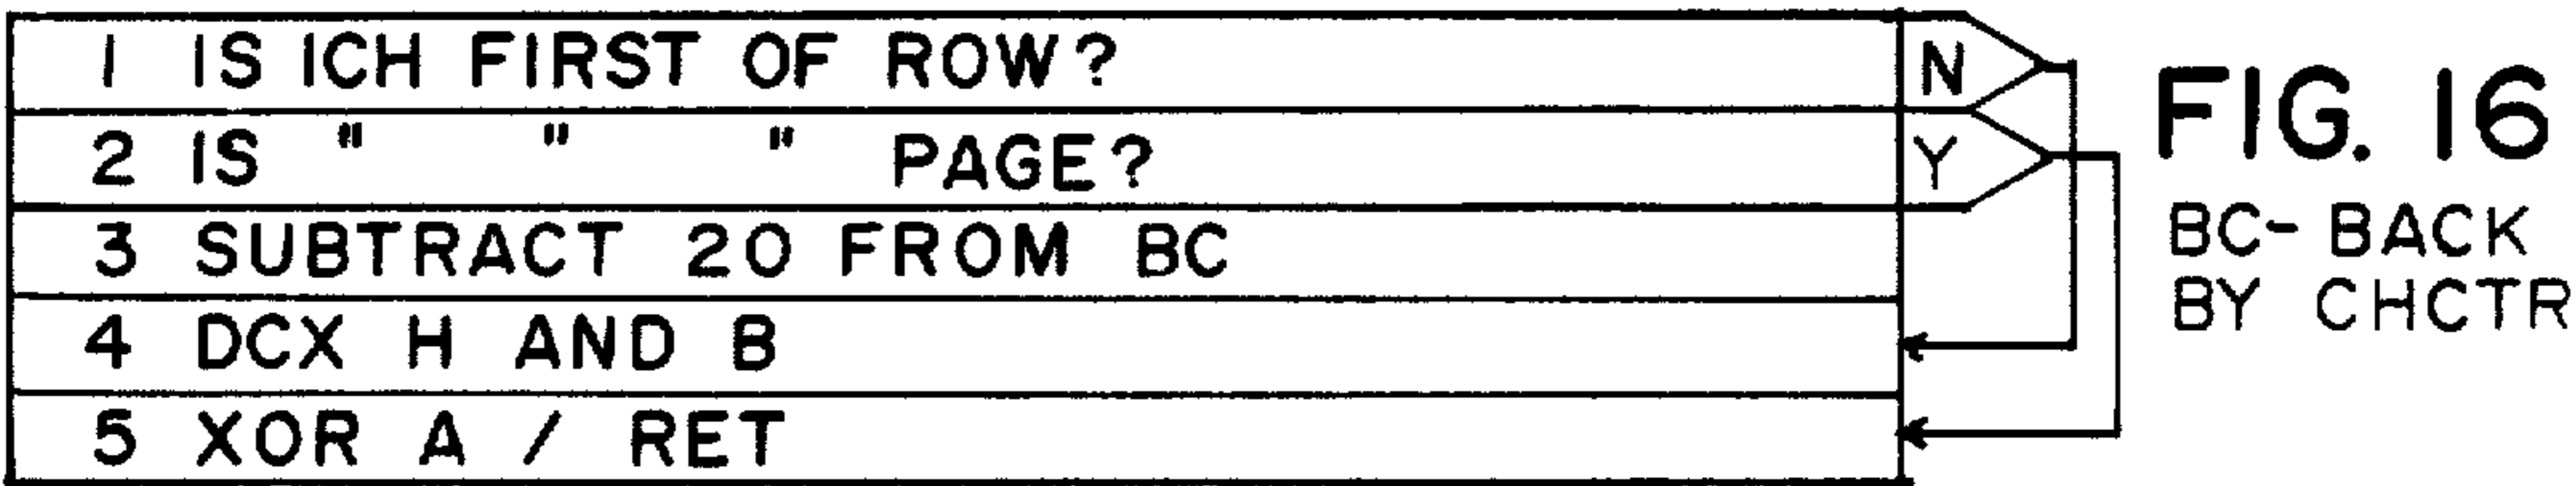 1 IS ICH FIRST OF ROW? N
2 IS " " " PAGE? Y
3 SUBTRACT 20 FROM BC
4 DCX H AND B
5 XOR A / RET
FIG. 16
BC- BACK
BY CHCTR